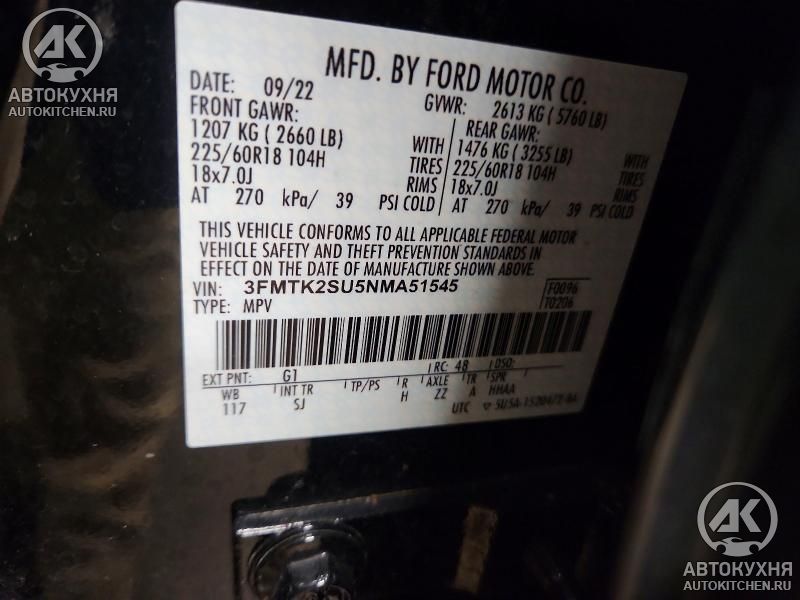 AK
АВТОКУХНЯ
AUTOKITCHEN.RU
MFD. BY FORD MOTOR CO.
DATE: 09/22
GVWR: 2613 KG ( 5760 LB)
FRONT GAWR:
1207 KG ( 2660 LB) WITH
225/60R18 104H TIRES
18x7.0J RIMS
AT 270 kPa/ 39 PSI COLD
REAR GAWR:
1476 KG ( 3255 LB) WITH
225/60R18 104H TIRES
18x7.0J RIMS
AT 270 kPa/ 39 PSI COLD
THIS VEHICLE CONFORMS TO ALL APPLICABLE FEDERAL MOTOR
VEHICLE SAFETY AND THEFT PREVENTION STANDARDS IN
EFFECT ON THE DATE OF MANUFACTURE SHOWN ABOVE.
VIN: 3FMTK2SU5NMA51545
TYPE: MPV
F0096
T0206
EXT PNT: G1 RC: 48 DSO:
WB INT TR TP/PS R AXLE TR SPR
117 SJ H ZZ A HHAA
UTC
AK
АВТОКУХНЯ
AUTOKITCHEN.RU